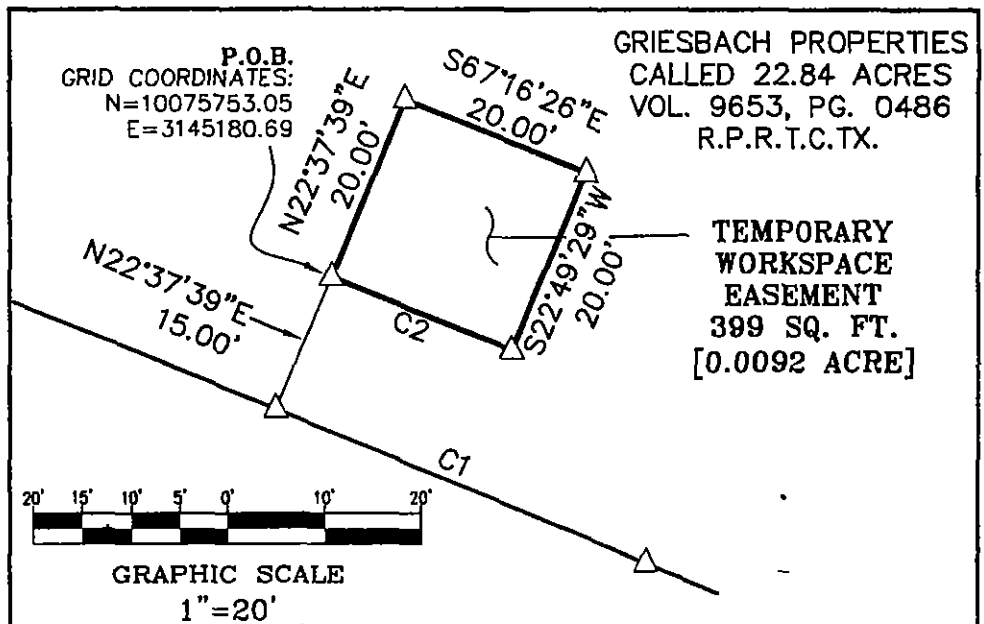 P.O.B.
GRID COORDINATES:
N=10075753.05
E=3145180.69
GRIESBACH PROPERTIES
CALLED 22.84 ACRES
VOL. 9653, PG. 0486
R.P.R.T.C.TX.
S67°16'26"E
20.00'
N22°37'39"E
20.00'
S22°49'29"W
20.00'
TEMPORARY
WORKSPACE
EASEMENT
399 SQ. FT.
[0.0092 ACRE]
N22°37'39"E
15.00'
C2
C1
20' 15' 10' 5' 0' 10' 20'
GRAPHIC SCALE
1"=20'